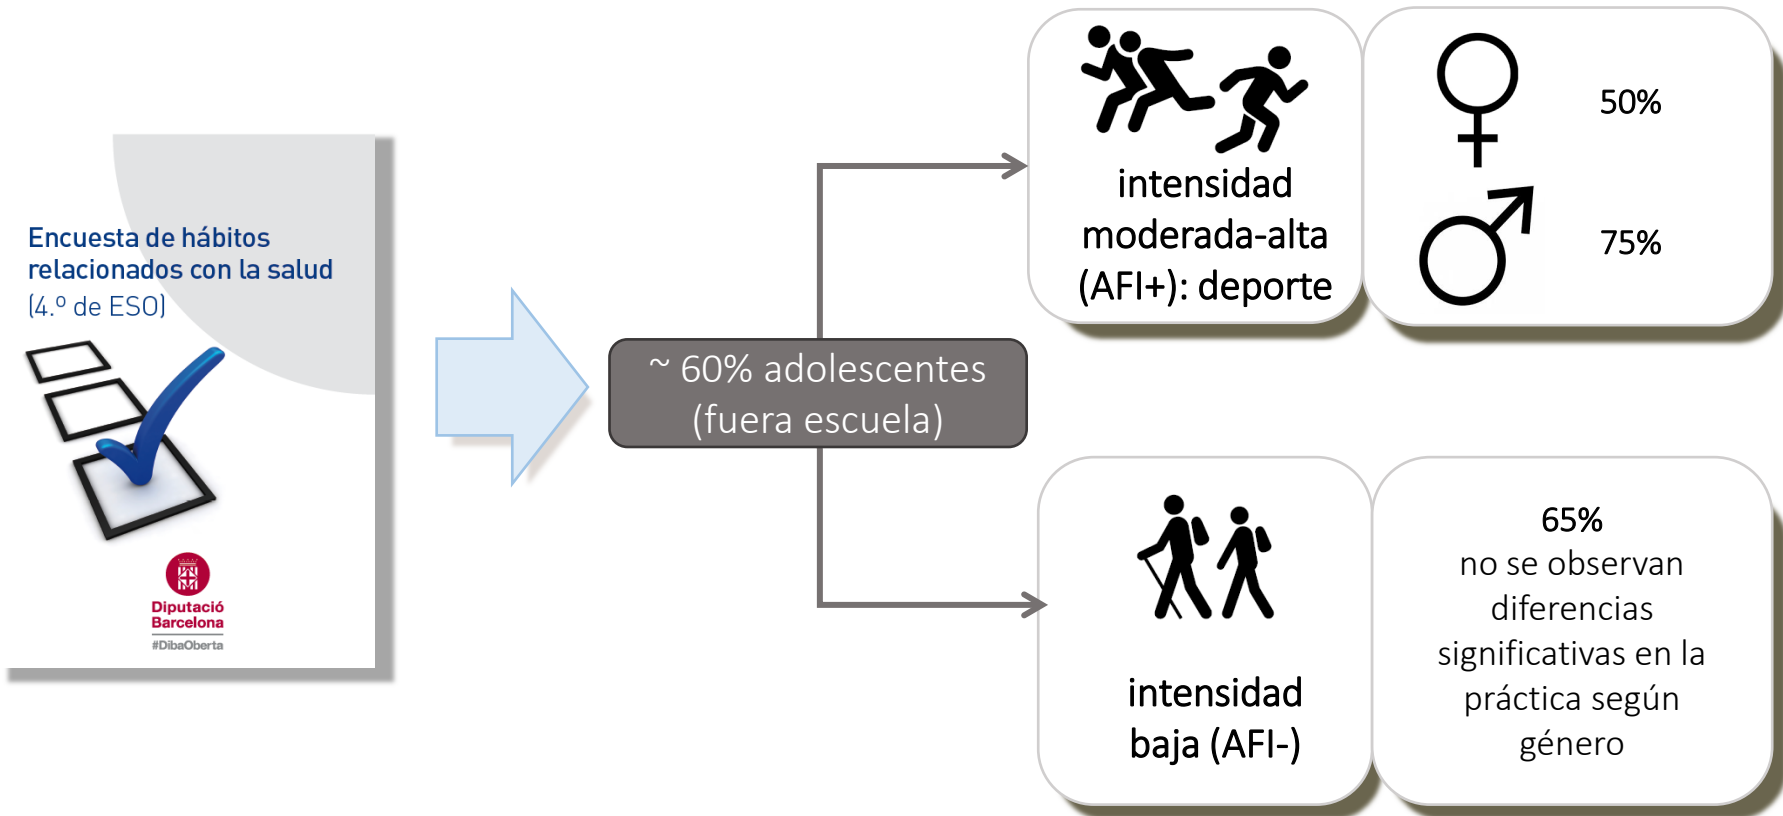 Encuesta de hábitos
relacionados con la salud
(4.º de ESO)
Diputació
Barcelona
#DibaOberta
~ 60% adolescentes
(fuera escuela)
intensidad
moderada-alta
(AFI+): deporte
50%
75%
intensidad
baja (AFI-)
65%
no se observan
diferencias
significativas en la
práctica según
género